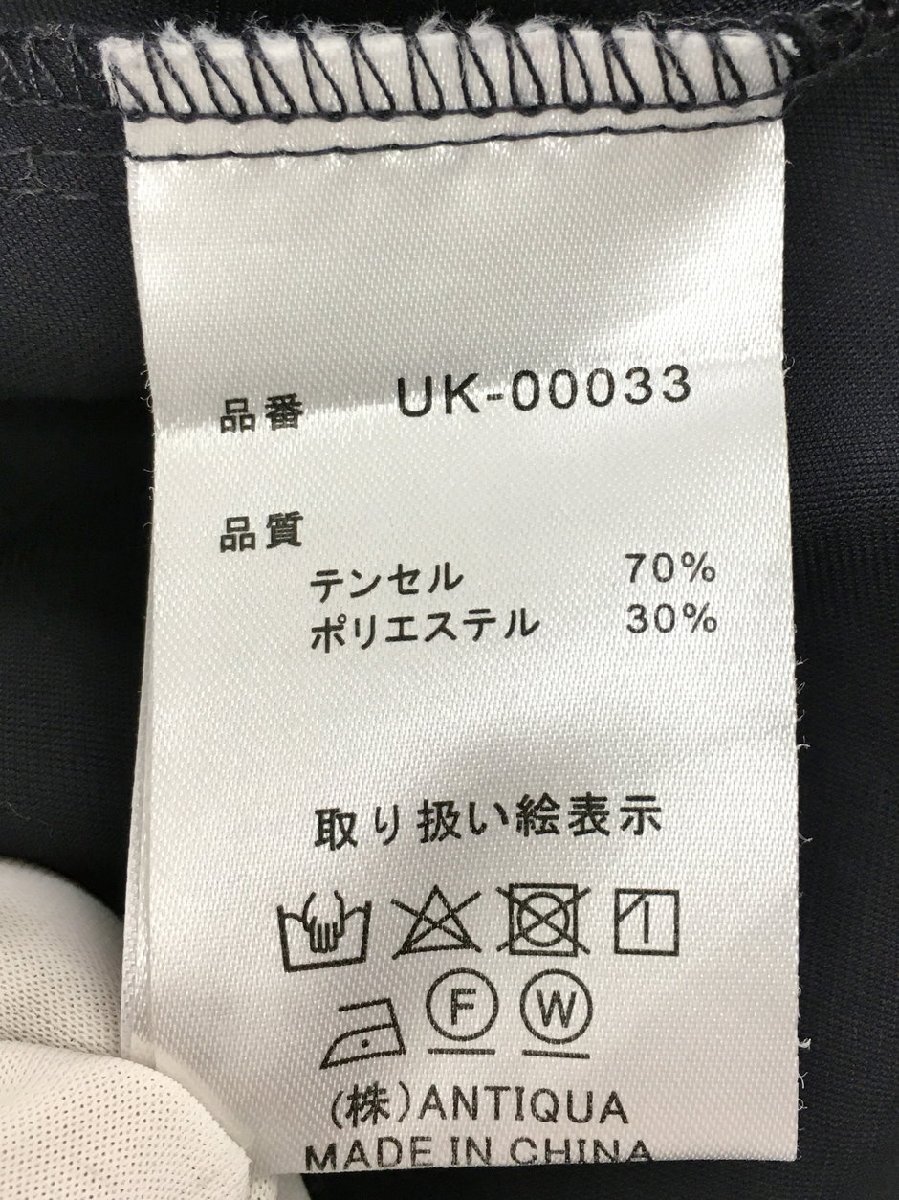 品番 UK-00033
品質
テンセル 70%
ポリエステル 30%
取り扱い絵表示
F W
(株)ANTIQUA
MADE IN CHINA